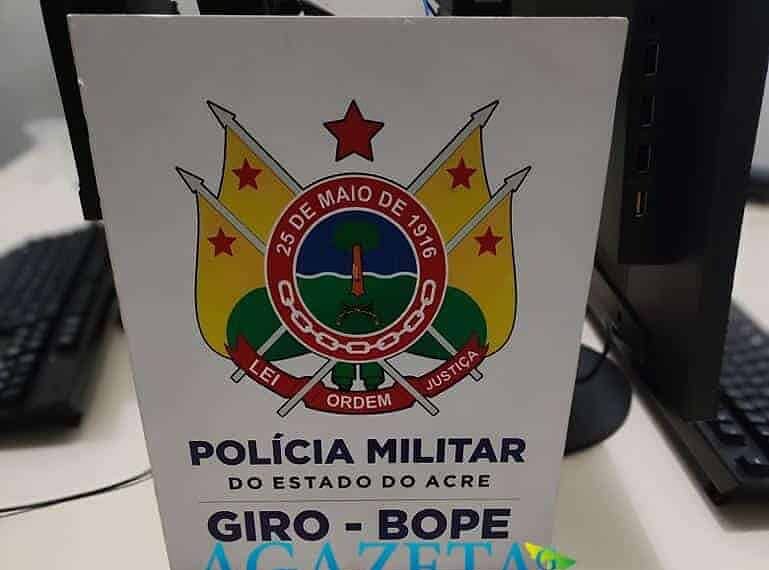 25 DE MAIO DE 1916
LEI ORDEM JUSTIÇA
POLÍCIA MILITAR
DO ESTADO DO ACRE
GIRO - BOPE
AGAZETA